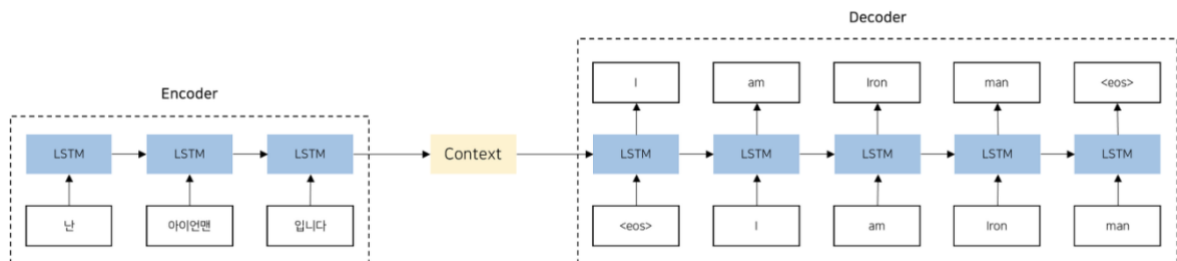 Decoder
I
am
Iron
man
<eos>
Encoder
LSTM
LSTM
LSTM
Context
LSTM
LSTM
LSTM
LSTM
LSTM
난
아이언맨
입니다
<eos>
I
am
Iron
man